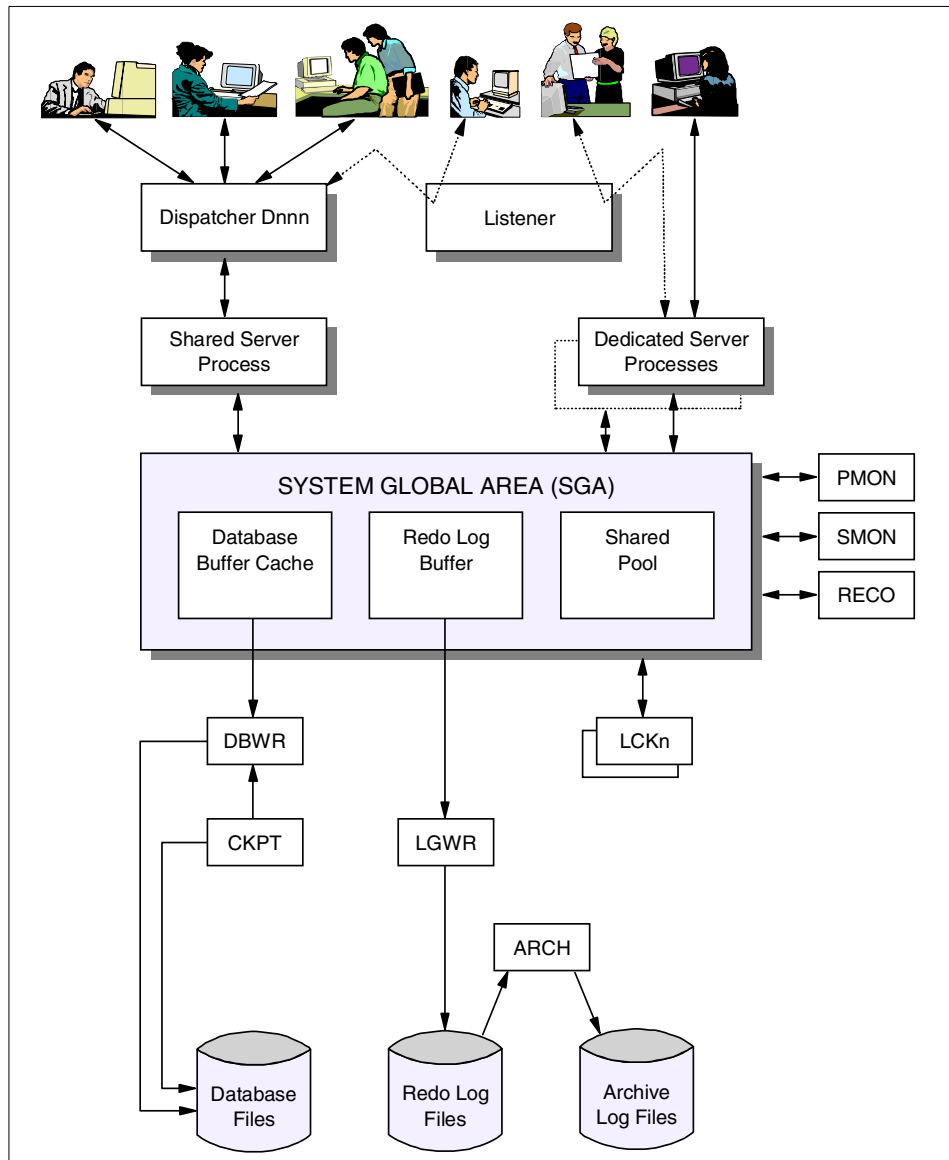 Dispatcher Dnnn
Listener
Shared Server
Process
Dedicated Server
Processes
SYSTEM GLOBAL AREA (SGA)
Database
Buffer Cache
Redo Log
Buffer
Shared
Pool
PMON
SMON
RECO
DBWR
LCKn
CKPT
LGWR
ARCH
Database
Files
Redo Log
Files
Archive
Log Files